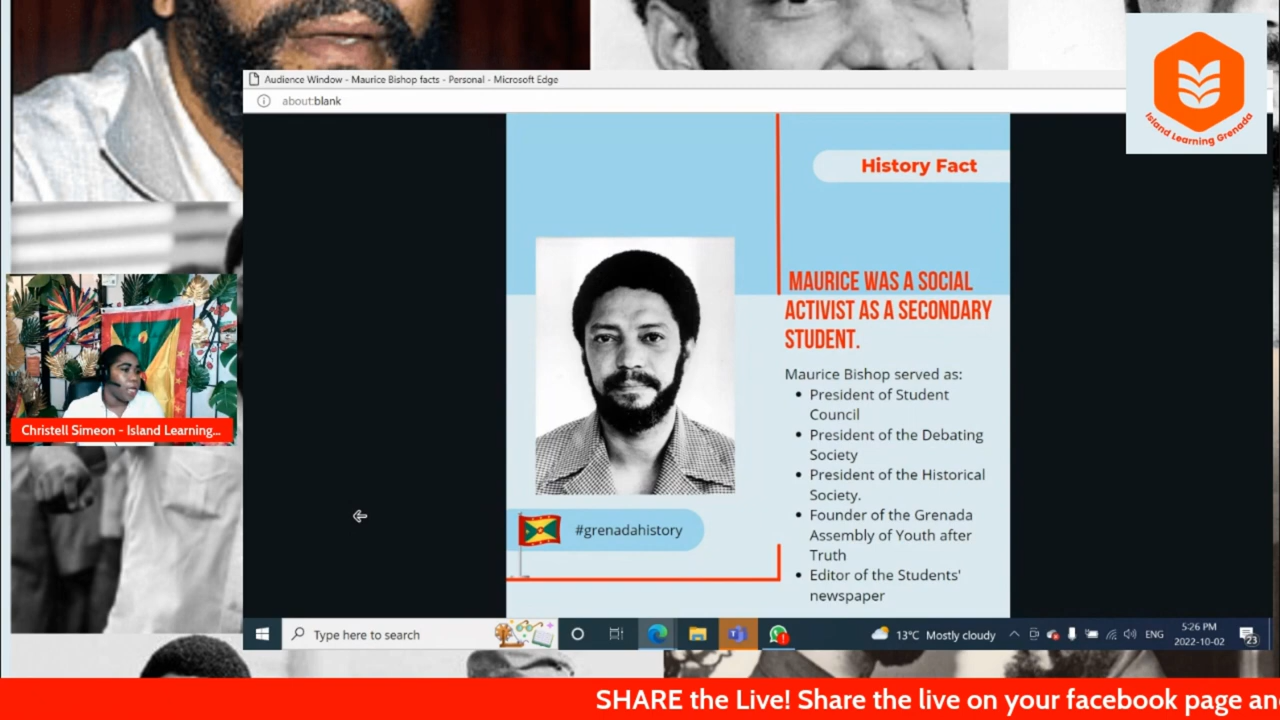 Audience Window - Maurice Bishop facts - Personal - Microsoft Edge
about:blank
Island Learning Grenada
History Fact
MAURICE WAS A SOCIAL
ACTIVIST AS A SECONDARY
STUDENT.
Maurice Bishop served as:
• President of Student
Council
• President of the Debating
Society
• President of the Historical
Society.
• Founder of the Grenada
Assembly of Youth after
Truth
• Editor of the Students'
newspaper
#grenadahistory
Christell Simeon - Island Learning...
Type here to search
13°C Mostly cloudy
ENG
5:26 PM
2022-10-02
23
SHARE the Live! Share the live on your facebook page an